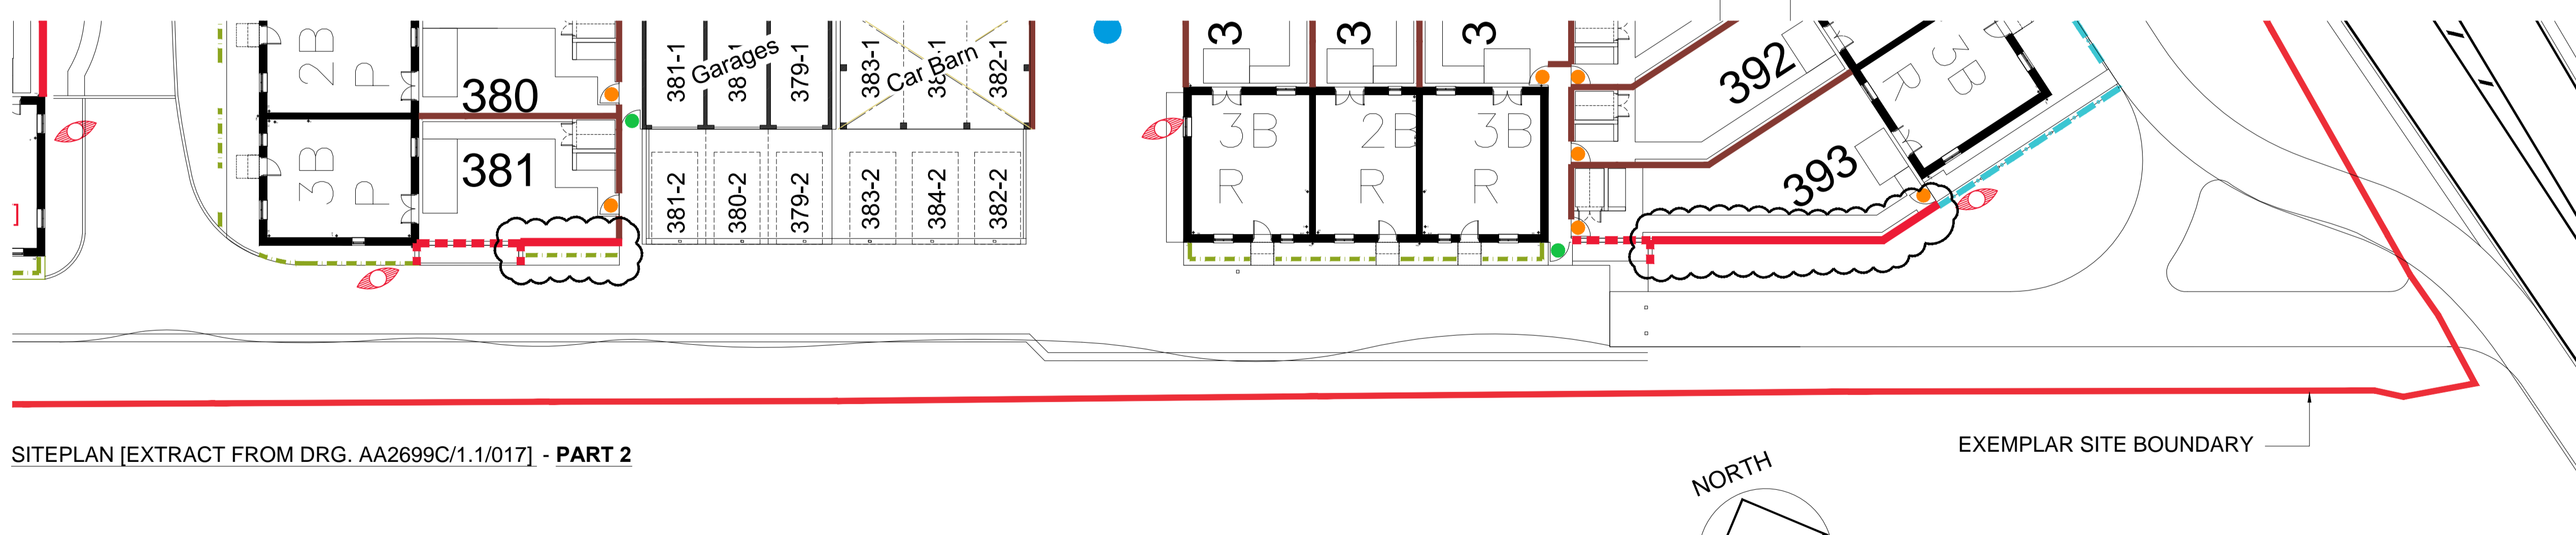 2B
P
380
3B
P
381
381-1
379-1
Garages
383-1
382-1
Car Barn
381-2
380-2
379-2
383-2
384-2
382-2
3
3
3
3B
R
2B
R
3B
R
392
393
3B
R
]
SITEPLAN [EXTRACT FROM DRG. AA2699C/1.1/017] - PART 2
EXEMPLAR SITE BOUNDARY
NORTH